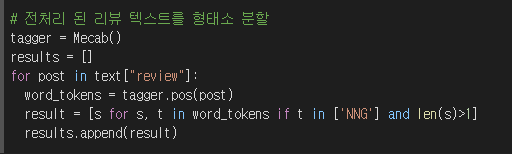 # 전처리 된 리뷰 텍스트를 형태소 분할
tagger = Mecab()
results = []
for post in text["review"]:
  word_tokens = tagger.pos(post)
  result = [s for s, t in word_tokens if t in ['NNG'] and len(s)>1]
  results.append(result)